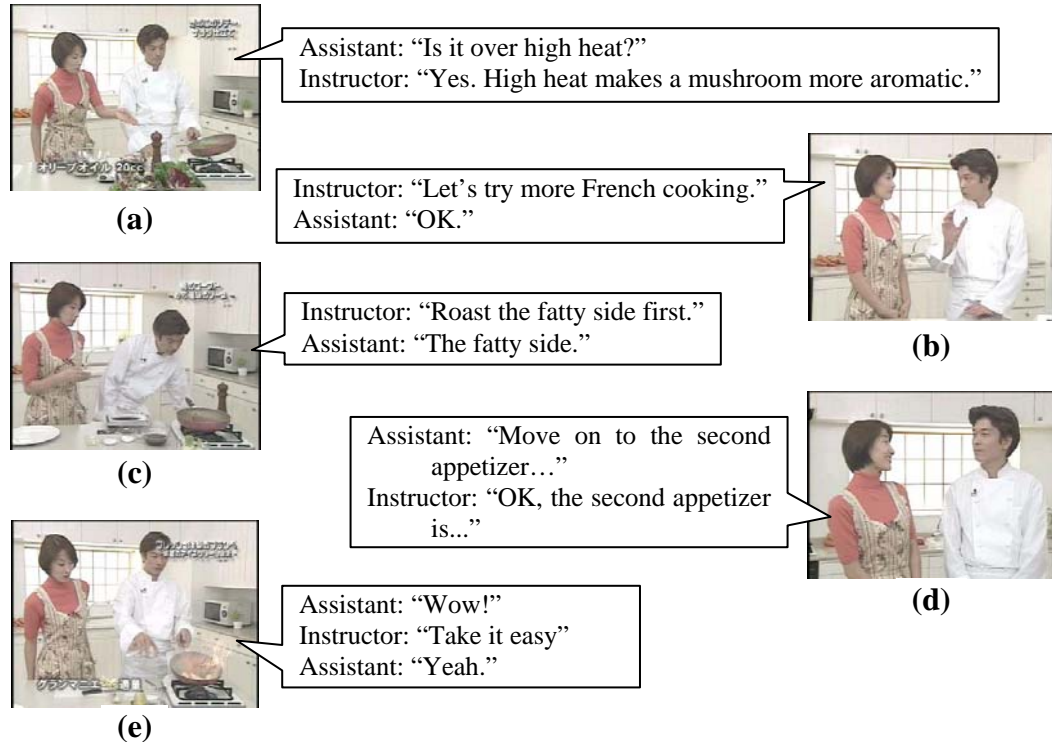 Assistant: “Is it over high heat?”
Instructor: “Yes. High heat makes a mushroom more aromatic.”
オリーブオイル 20cc
(a)
Instructor: “Let’s try more French cooking.”
Assistant: “OK.”
(b)
Instructor: “Roast the fatty side first.”
Assistant: “The fatty side.”
(c)
Assistant: “Move on to the second
appetizer…”
Instructor: “OK, the second appetizer
is...”
(d)
Assistant: “Wow!”
Instructor: “Take it easy”
Assistant: “Yeah.”
(e)